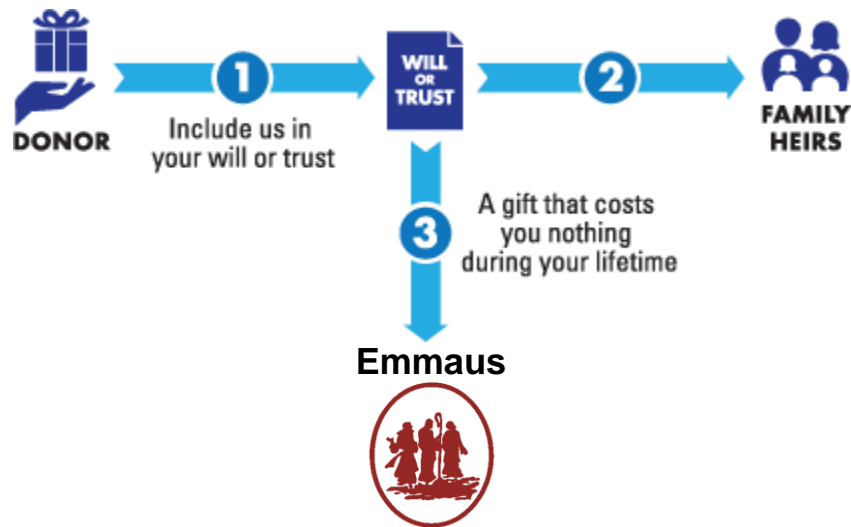 1
WILL
OR
TRUST
2
DONOR
Include us in
your will or trust
FAMILY
HEIRS
3
A gift that costs
you nothing
during your lifetime
Emmaus